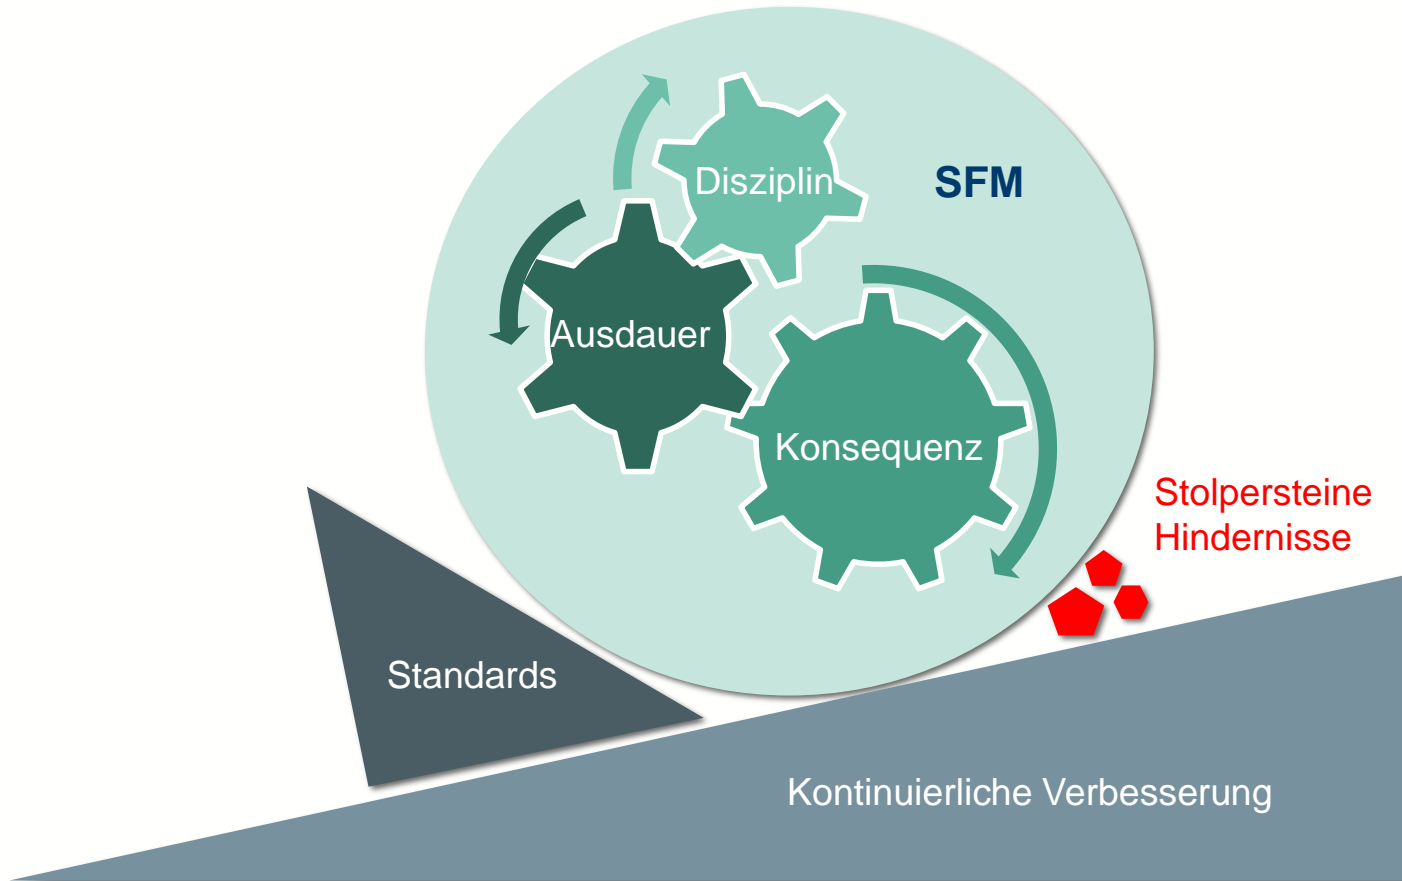 Disziplin
SFM
Ausdauer
Konsequenz
Stolpersteine
Hindernisse
Standards
Kontinuierliche Verbesserung